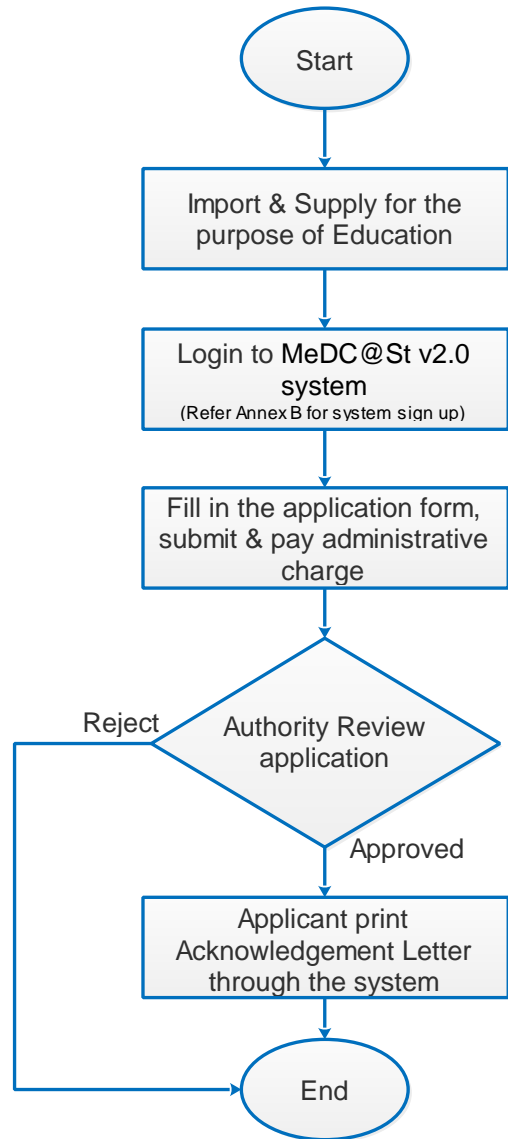 Start
Import & Supply for the
purpose of Education
Login to MeDC@St v2.0
system
(Refer Annex B for system sign up)
Fill in the application form,
submit & pay administrative
charge
Reject
Authority Review
application
Approved
Applicant print
Acknowledgement Letter
through the system
End